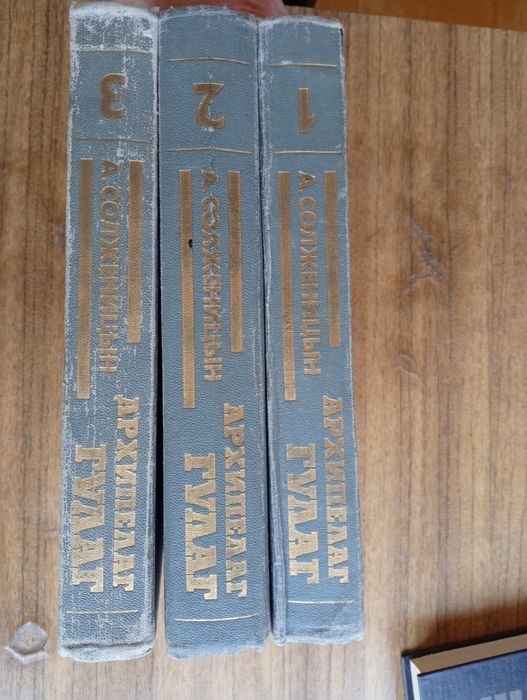 3
А. СОЛЖЕНИЦЫН
АРХИПЕЛАГ
ГУЛАГ
2
А. СОЛЖЕНИЦЫН
АРХИПЕЛАГ
ГУЛАГ
1
А. СОЛЖЕНИЦЫН
АРХИПЕЛАГ
ГУЛАГ